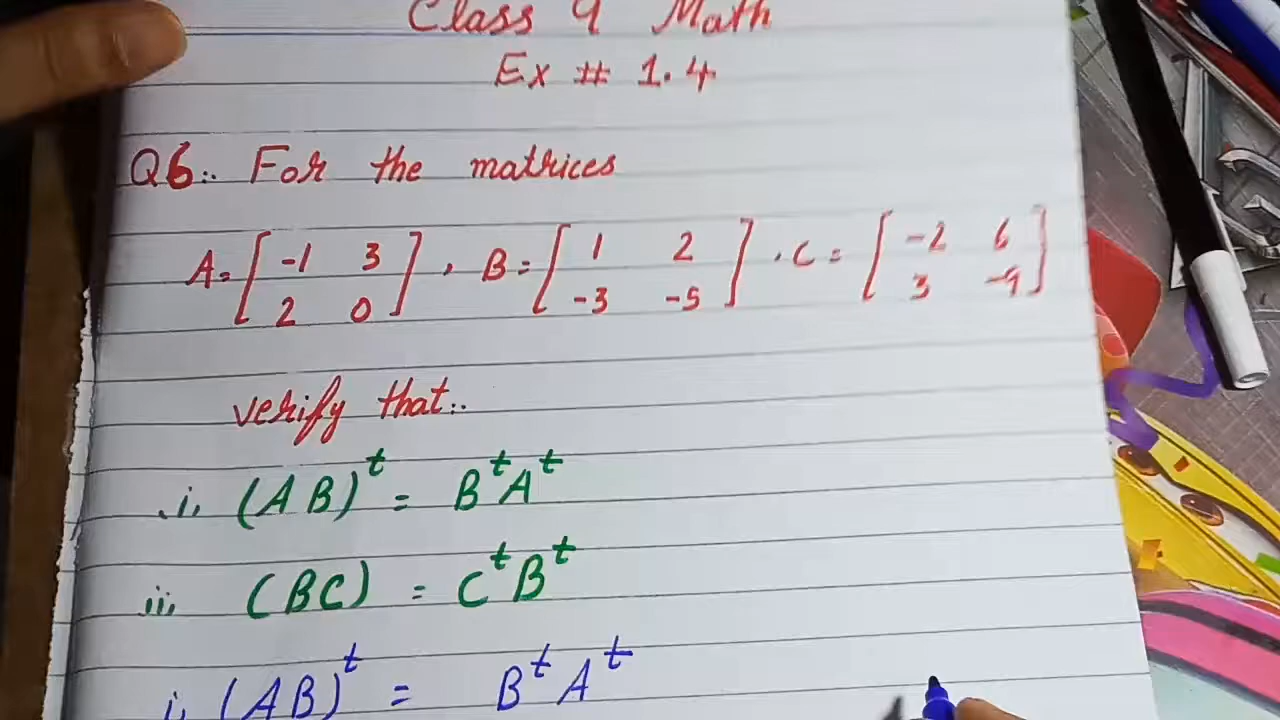 Class 9 Math
Ex # 1.4
Q6:. For the matrices
A = [ -1 3 ] , B = [ 1 2 ] , C = [ -2 6 ]
2 0 -3 -5 3 -9
verify that:.
i, (AB)^t = B^t A^t
ii, (BC) = C^t B^t
i, (AB)^t = B^t A^t